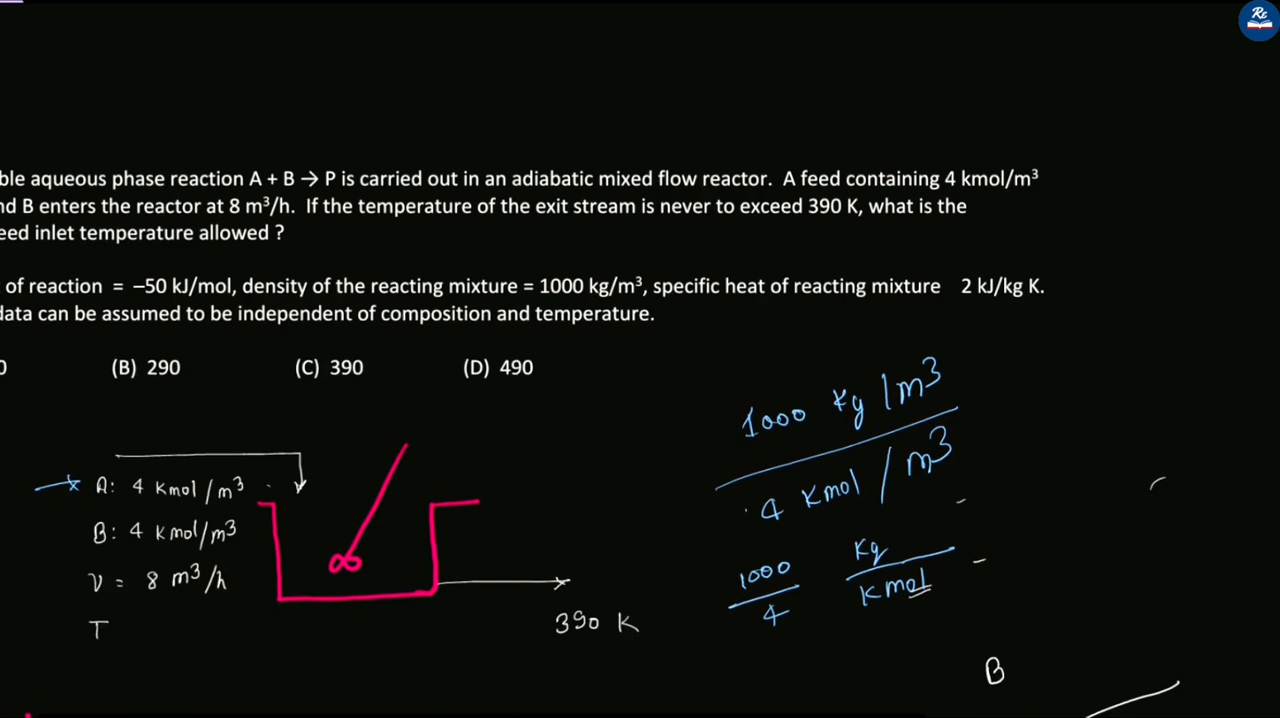 ble aqueous phase reaction A + B → P is carried out in an adiabatic mixed flow reactor. A feed containing 4 kmol/m³
nd B enters the reactor at 8 m³/h. If the temperature of the exit stream is never to exceed 390 K, what is the
eed inlet temperature allowed ?
of reaction = –50 kJ/mol, density of the reacting mixture = 1000 kg/m³, specific heat of reacting mixture 2 kJ/kg K.
data can be assumed to be independent of composition and temperature.
0 (B) 290 (C) 390 (D) 490
A: 4 Kmol/m³
B: 4 Kmol/m³
ν = 8 m³/h
T
390 K
1000 Kg/m³
4 Kmol/m³
1000 Kg
4 Kmol
B
Re